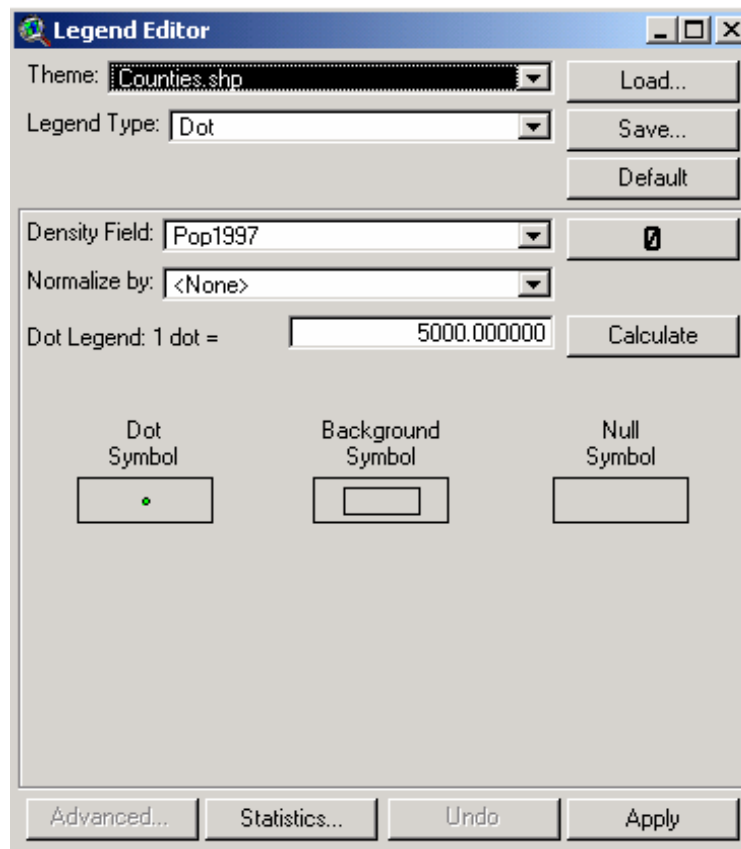 Legend Editor
Theme: Counties.shp
Load...
Legend Type: Dot
Save...
Default
Density Field: Pop1997
Normalize by: <None>
Dot Legend: 1 dot = 5000.000000
Calculate
Dot
Symbol
Background
Symbol
Null
Symbol
Advanced...
Statistics...
Undo
Apply